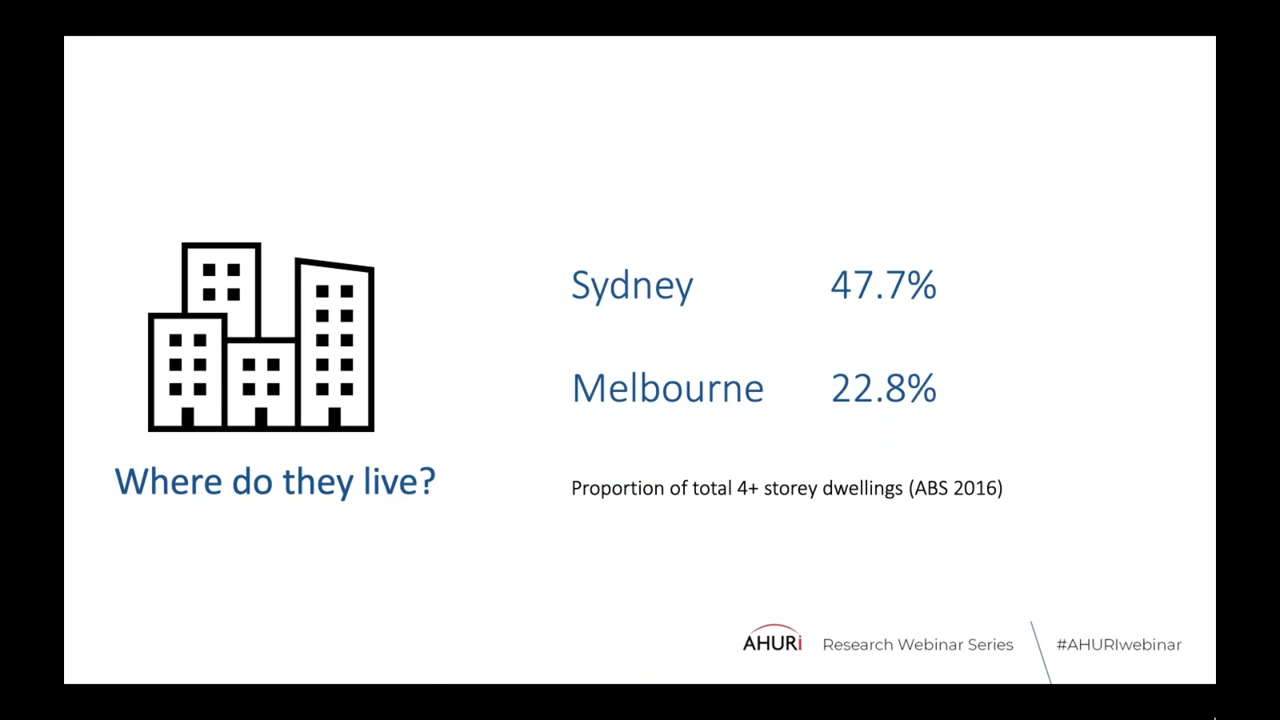 Sydney 47.7%
Melbourne 22.8%
Where do they live?
Proportion of total 4+ storey dwellings (ABS 2016)
AHURI Research Webinar Series #AHURIwebinar